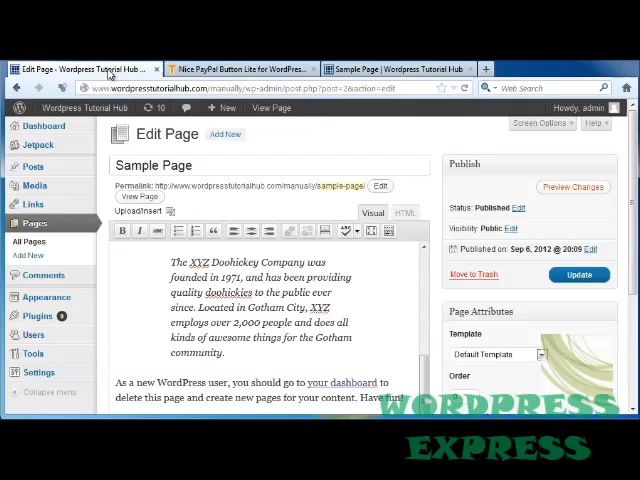 Edit Page ‹ Wordpress Tutorial Hub ...
Nice PayPal Button Lite for WordPres...
Sample Page | Wordpress Tutorial Hub
www.wordpresstutorialhub.com/manually/wp-admin/post.php?post=2&action=edit
Web Search
Wordpress Tutorial Hub
10
+ New
View Page
Howdy, admin
Dashboard
Jetpack
Posts
Media
Links
Pages
All Pages
Add New
Comments
Appearance
Plugins 9
Users
Tools
Settings
Collapse menu
Screen Options
Help
Edit Page
Add New
Sample Page
Permalink: http://www.wordpresstutorialhub.com/manually/sample-page/ Edit
View Page
Upload/Insert
Visual
HTML
B I ABC
ABC
The XYZ Doohickey Company was
founded in 1971, and has been providing
quality doohickies to the public ever
since. Located in Gotham City, XYZ
employs over 2,000 people and does all
kinds of awesome things for the Gotham
community.
As a new WordPress user, you should go to your dashboard to
delete this page and create new pages for your content. Have fun!
Publish
Preview Changes
Status: Published Edit
Visibility: Public Edit
Published on: Sep 6, 2012 @ 20:09 Edit
Move to Trash
Update
Page Attributes
Template
Default Template
Order
WORDPRESS
EXPRESS